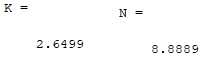 K =
2.6499
N =
8.8889